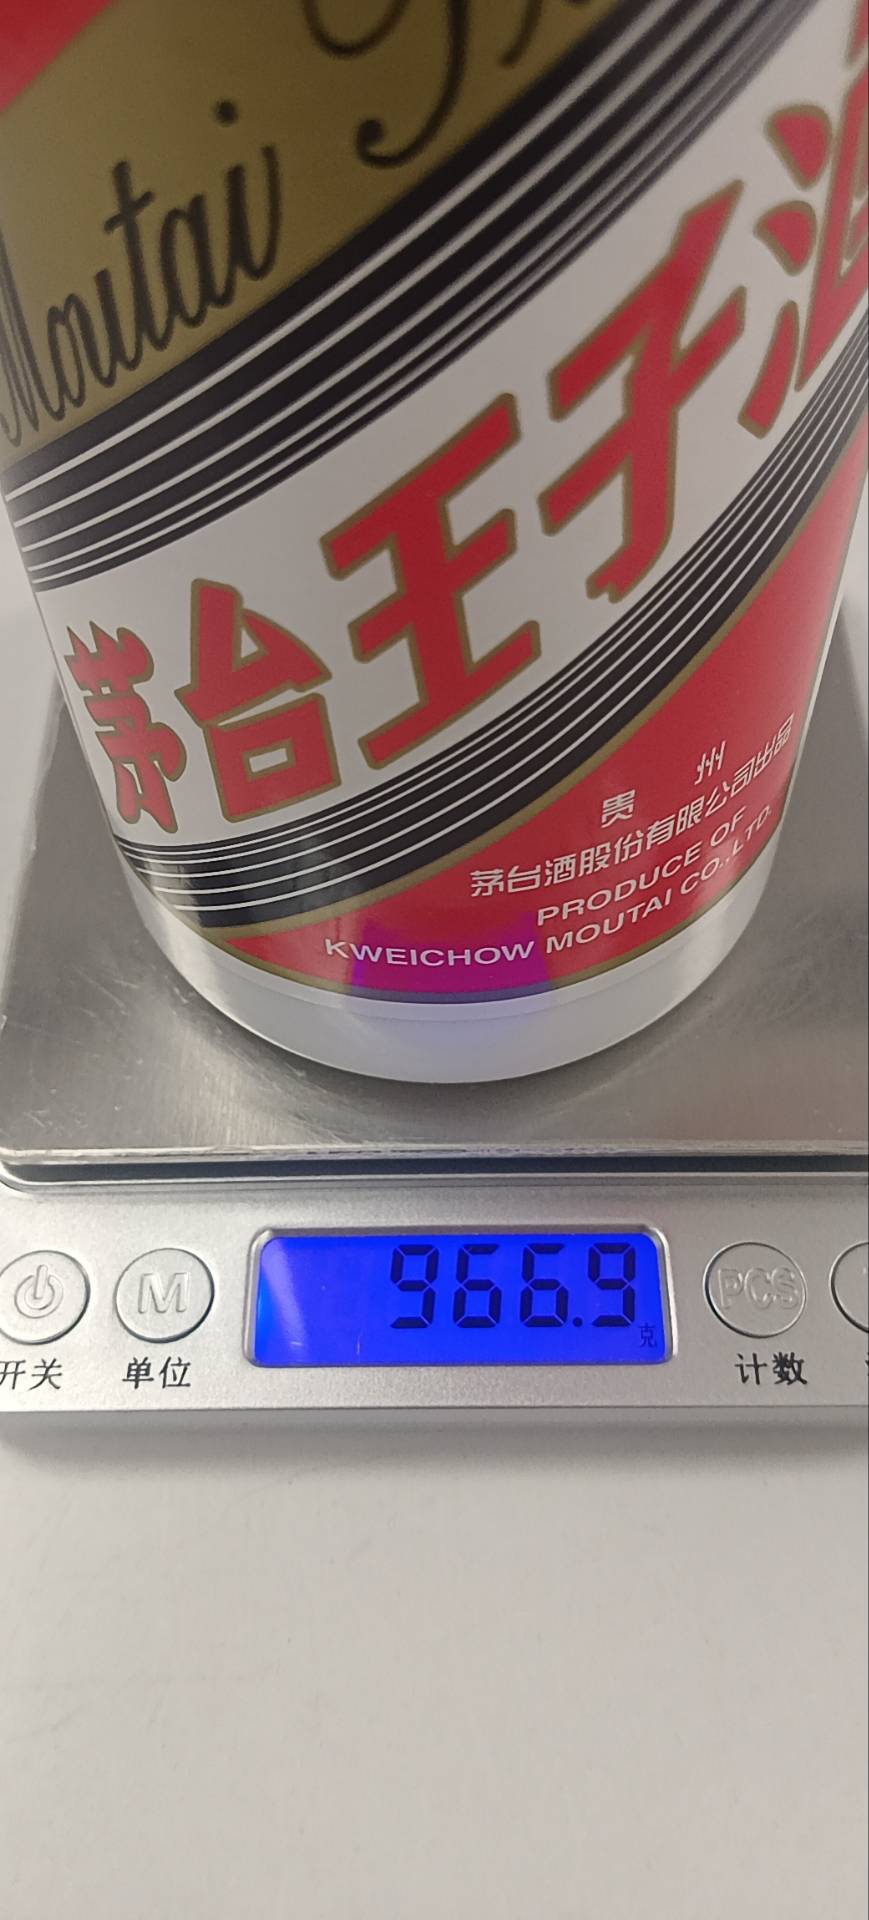 Moutai
茅台王子酒
贵州
茅台酒股份有限公司出品
PRODUCE OF
KWEICHOW MOUTAI CO.,LTD.
966.9
克
M
PCS
开关
单位
计数